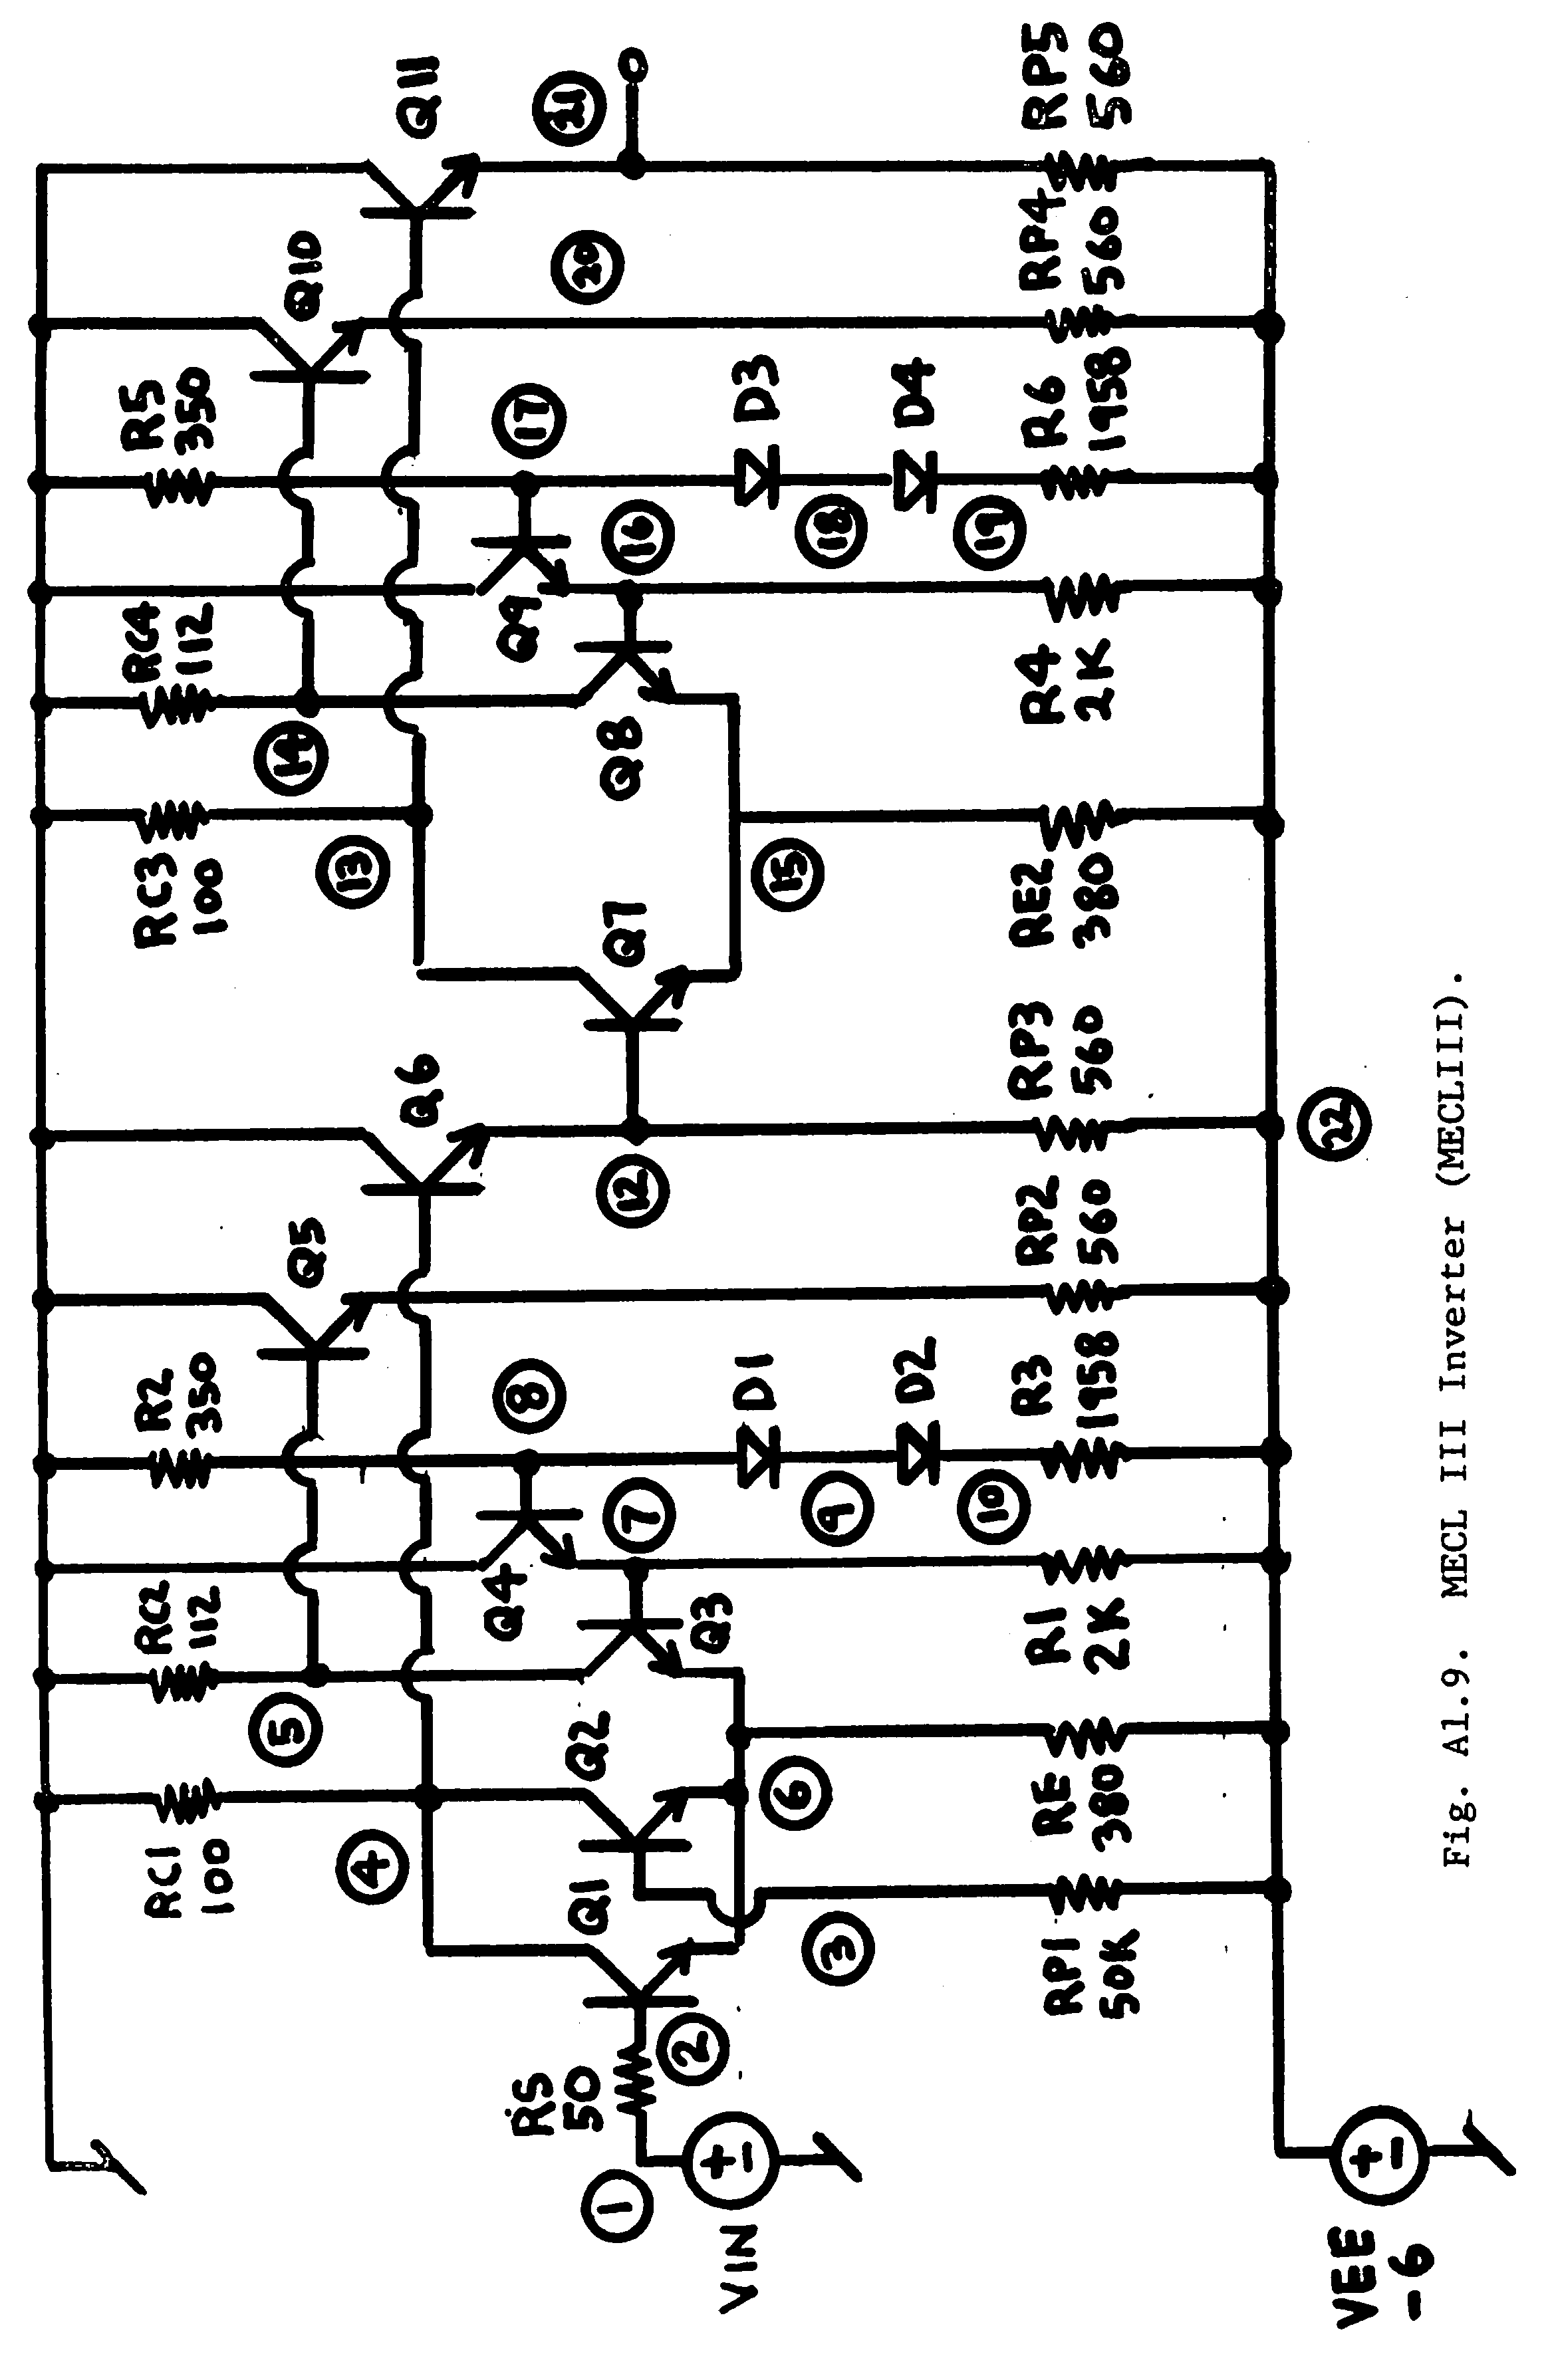 RC1
100
RC2
112
R2
350
Q5
Q6
RC3
100
RC4
112
R5
350
Q10
Q11
4
5
Q4
8
13
14
Q9
17
20
21
1
RS
50
2
Q1
Q2
Q3
7
12
Q7
Q8
16
VIN
+
-
3
6
9
D1
10
D2
15
18
D3
19
D4
RP1
50K
RE
380
R1
2K
R3
1958
RP2
560
RP3
560
RE2
380
R4
2K
R6
1958
RP4
560
RP5
560
VEE
-6
+
-
22
Fig. A1.9. MECL III Inverter (MECLIII).